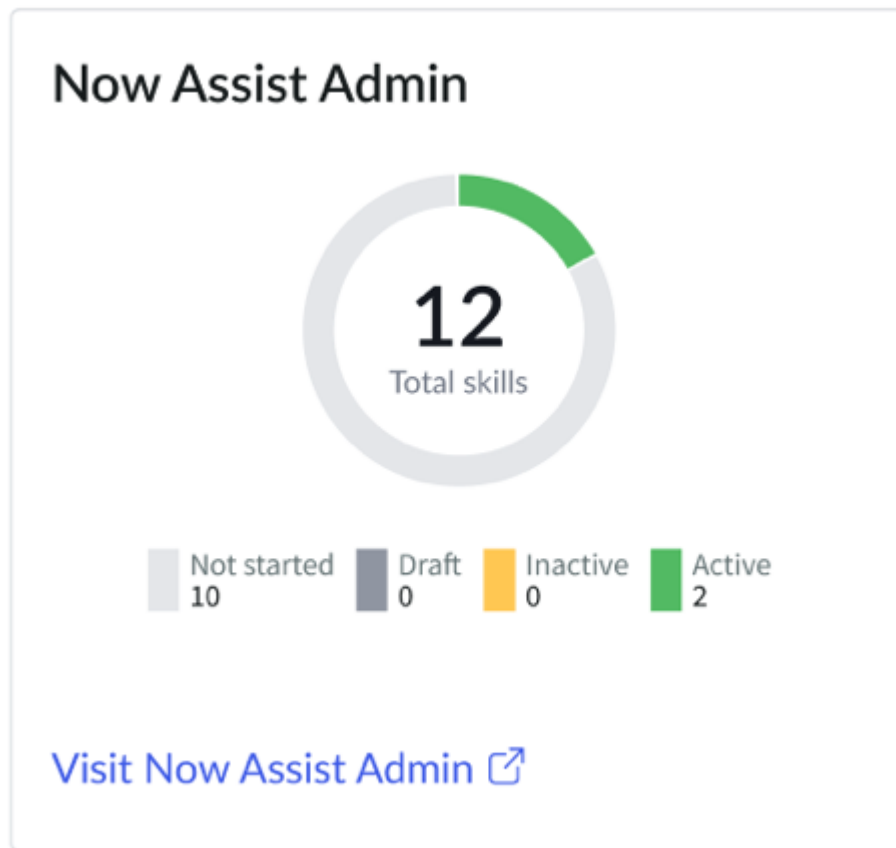 Now Assist Admin
12
Total skills
Not started
10
Draft
0
Inactive
0
Active
2
Visit Now Assist Admin